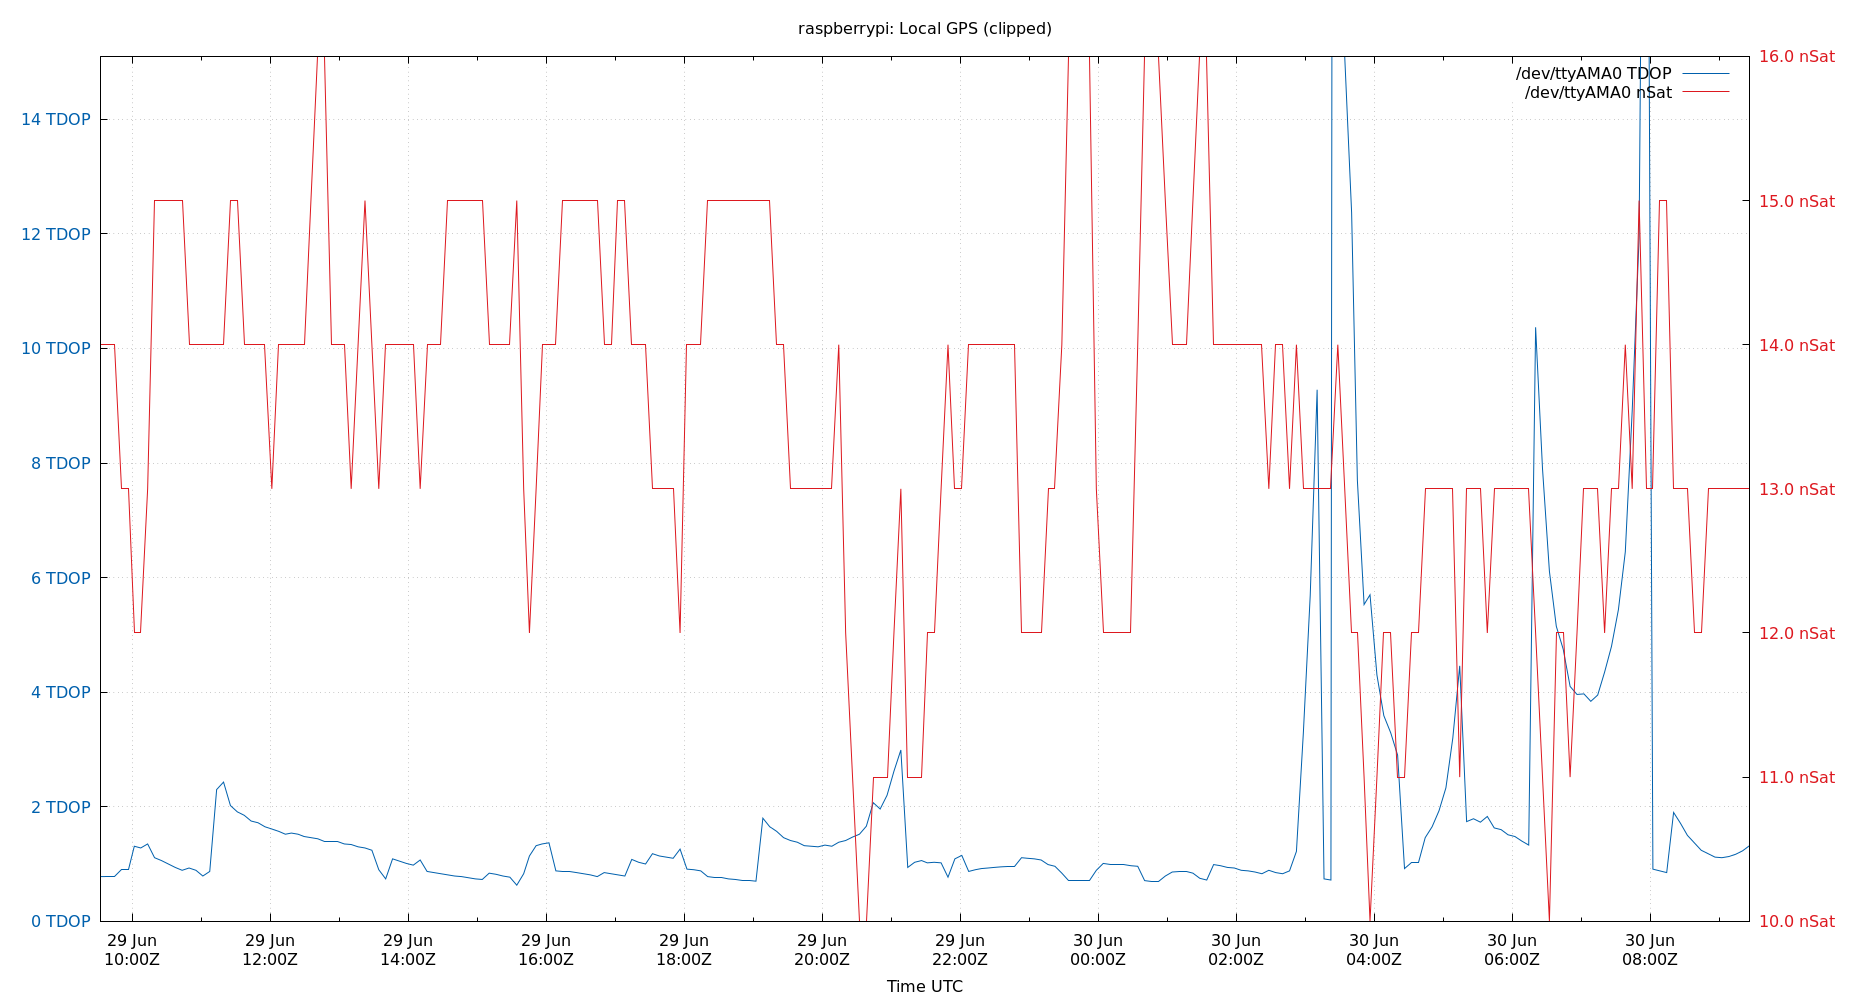 raspberrypi: Local GPS (clipped)
16.0 nSat
/dev/ttyAMA0 TDOP
/dev/ttyAMA0 nSat
14 TDOP
15.0 nSat
12 TDOP
10 TDOP
14.0 nSat
8 TDOP
13.0 nSat
6 TDOP
12.0 nSat
4 TDOP
11.0 nSat
2 TDOP
0 TDOP
10.0 nSat
29 Jun 29 Jun 29 Jun 29 Jun 29 Jun 29 Jun 29 Jun 30 Jun 30 Jun 30 Jun 30 Jun 30 Jun
10:00Z 12:00Z 14:00Z 16:00Z 18:00Z 20:00Z 22:00Z 00:00Z 02:00Z 04:00Z 06:00Z 08:00Z
Time UTC